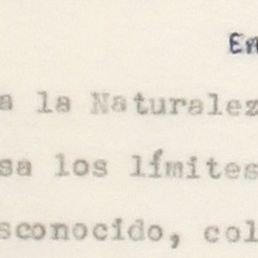 En
a la Naturalez
sa los límites
sconocido, col